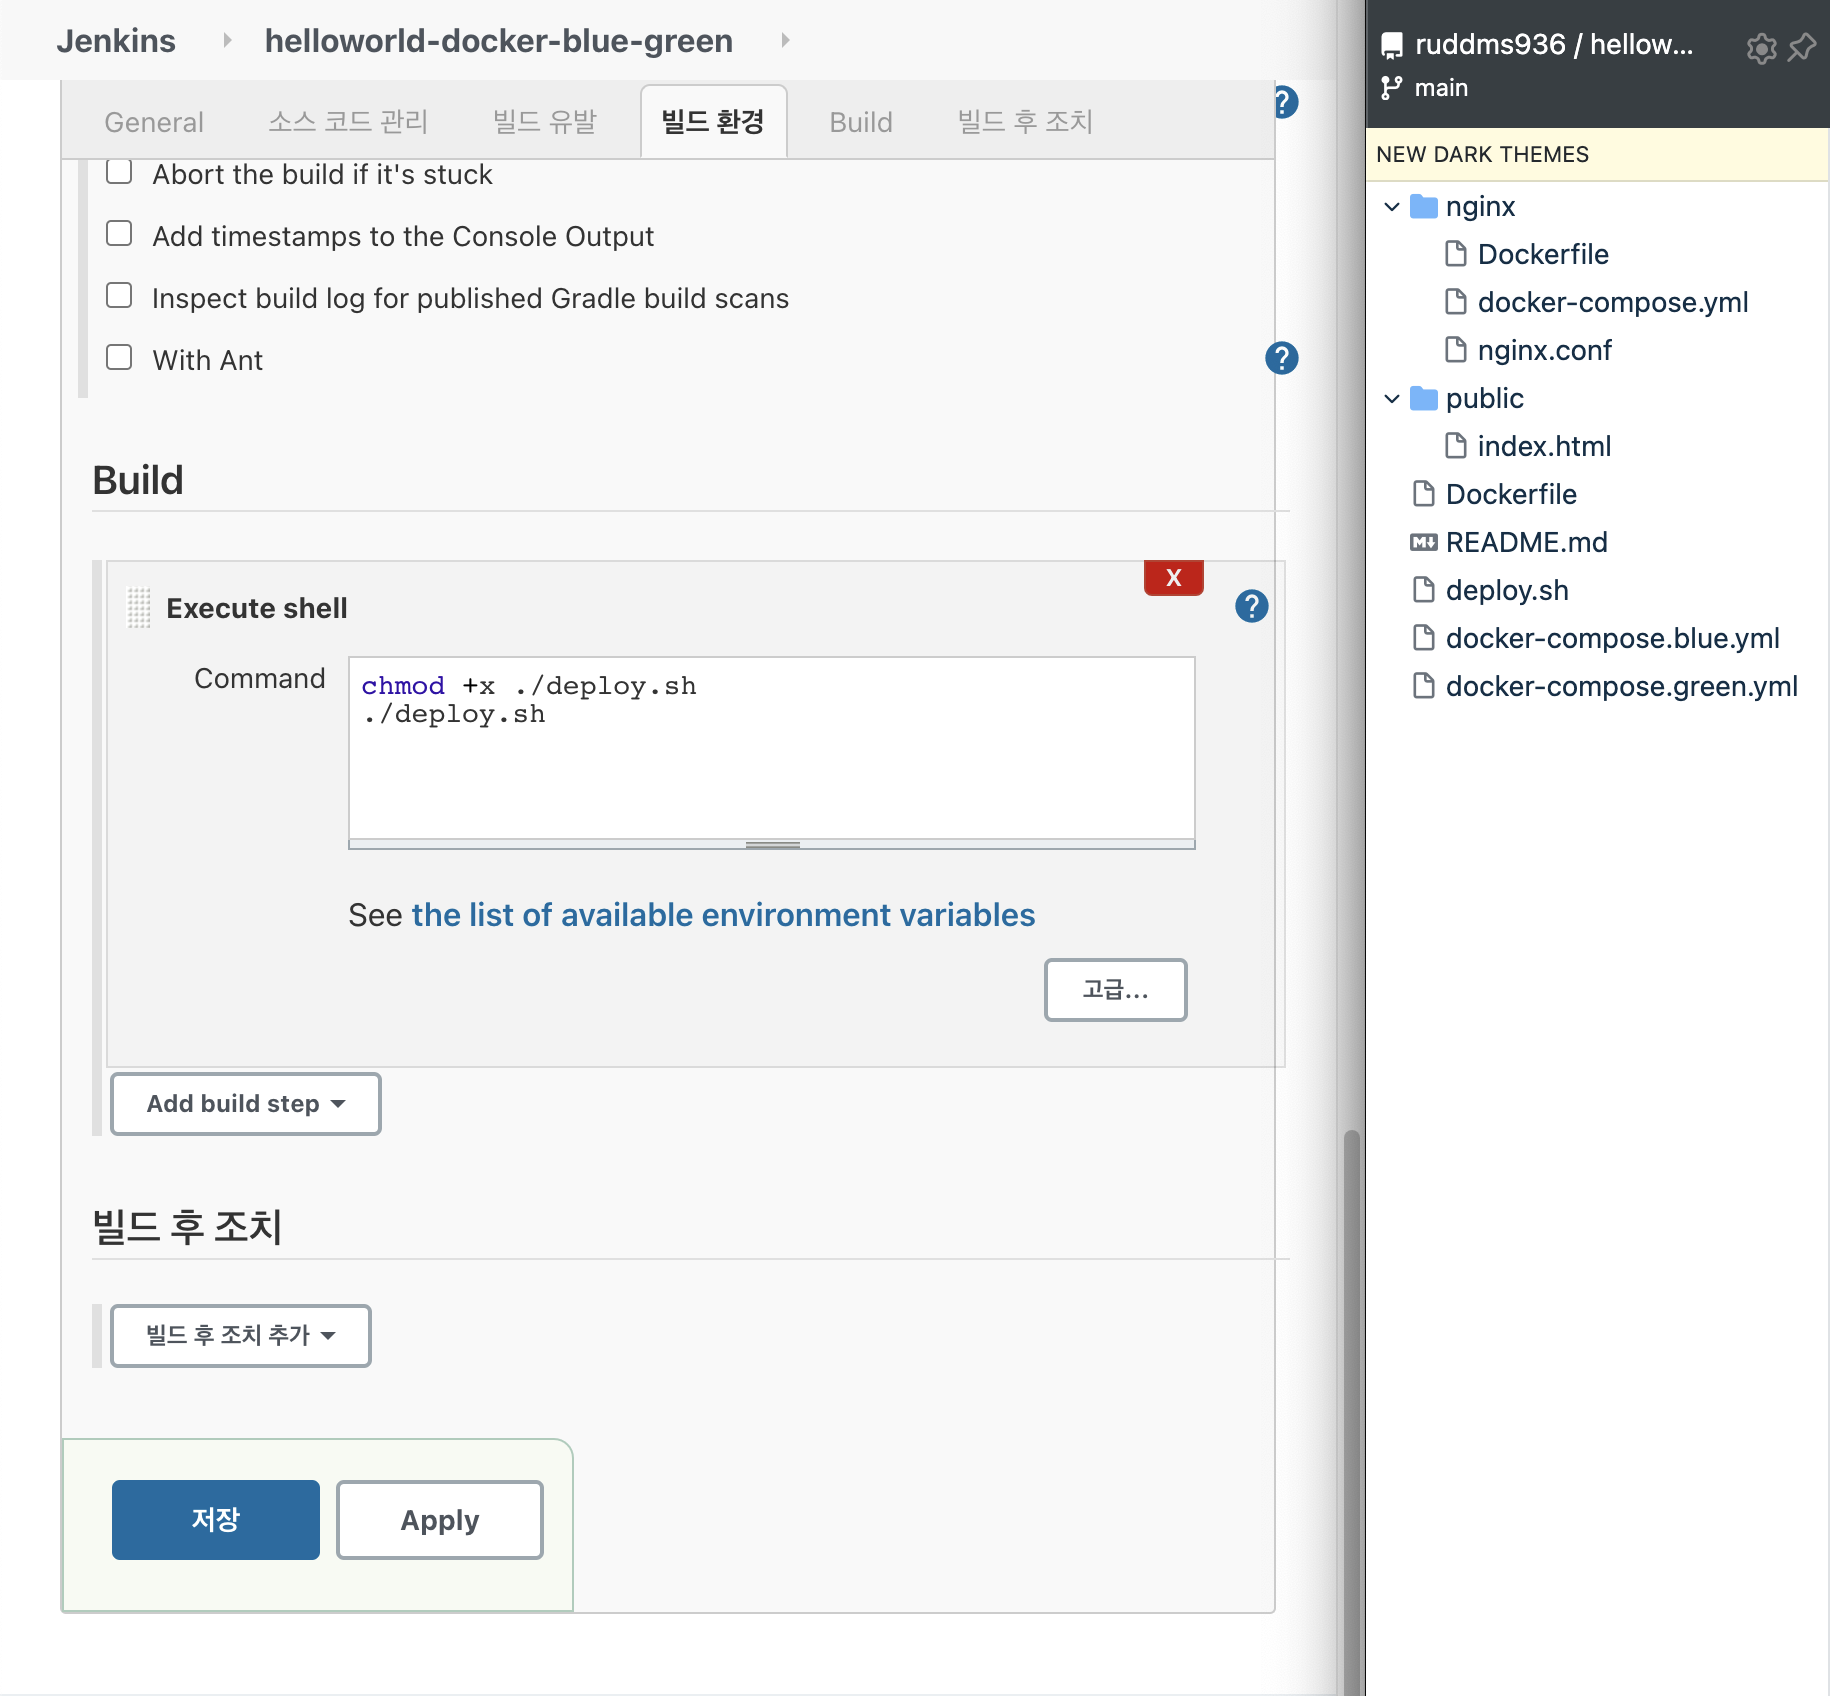 Jenkins helloworld-docker-blue-green
General 소스 코드 관리 빌드 유발 빌드 환경 Build 빌드 후 조치
?
Abort the build if it's stuck
Add timestamps to the Console Output
Inspect build log for published Gradle build scans
With Ant
?
Build
X
Execute shell
?
Command
chmod +x ./deploy.sh
./deploy.sh
See the list of available environment variables
고급...
Add build step
빌드 후 조치
빌드 후 조치 추가
저장 Apply
ruddms936 / hellow...
main
NEW DARK THEMES
nginx
Dockerfile
docker-compose.yml
nginx.conf
public
index.html
Dockerfile
README.md
deploy.sh
docker-compose.blue.yml
docker-compose.green.yml